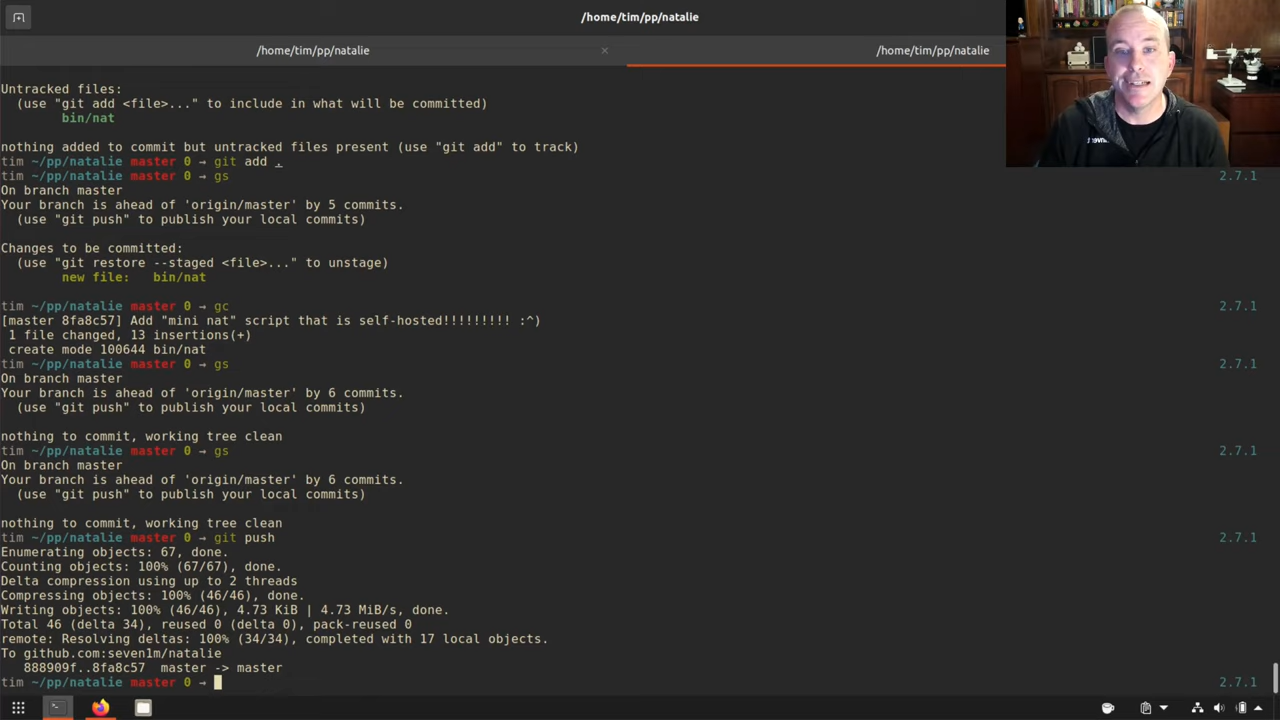 /home/tim/pp/natalie
/home/tim/pp/natalie × /home/tim/pp/natalie
Untracked files:
(use "git add <file>..." to include in what will be committed)
bin/nat
nothing added to commit but untracked files present (use "git add" to track)
tim ~/pp/natalie master 0 → git add .
tim ~/pp/natalie master 0 → gs 2.7.1
On branch master
Your branch is ahead of 'origin/master' by 5 commits.
(use "git push" to publish your local commits)
Changes to be committed:
(use "git restore --staged <file>..." to unstage)
new file: bin/nat
tim ~/pp/natalie master 0 → gc 2.7.1
[master 8fa8c57] Add "mini nat" script that is self-hosted!!!!!!!!! :^)
1 file changed, 13 insertions(+)
create mode 100644 bin/nat
tim ~/pp/natalie master 0 → gs 2.7.1
On branch master
Your branch is ahead of 'origin/master' by 6 commits.
(use "git push" to publish your local commits)
nothing to commit, working tree clean
tim ~/pp/natalie master 0 → gs 2.7.1
On branch master
Your branch is ahead of 'origin/master' by 6 commits.
(use "git push" to publish your local commits)
nothing to commit, working tree clean
tim ~/pp/natalie master 0 → git push 2.7.1
Enumerating objects: 67, done.
Counting objects: 100% (67/67), done.
Delta compression using up to 2 threads
Compressing objects: 100% (46/46), done.
Writing objects: 100% (46/46), 4.73 KiB | 4.73 MiB/s, done.
Total 46 (delta 34), reused 0 (delta 0), pack-reused 0
remote: Resolving deltas: 100% (34/34), completed with 17 local objects.
To github.com:seven1m/natalie
888909f..8fa8c57 master -> master
tim ~/pp/natalie master 0 → 2.7.1